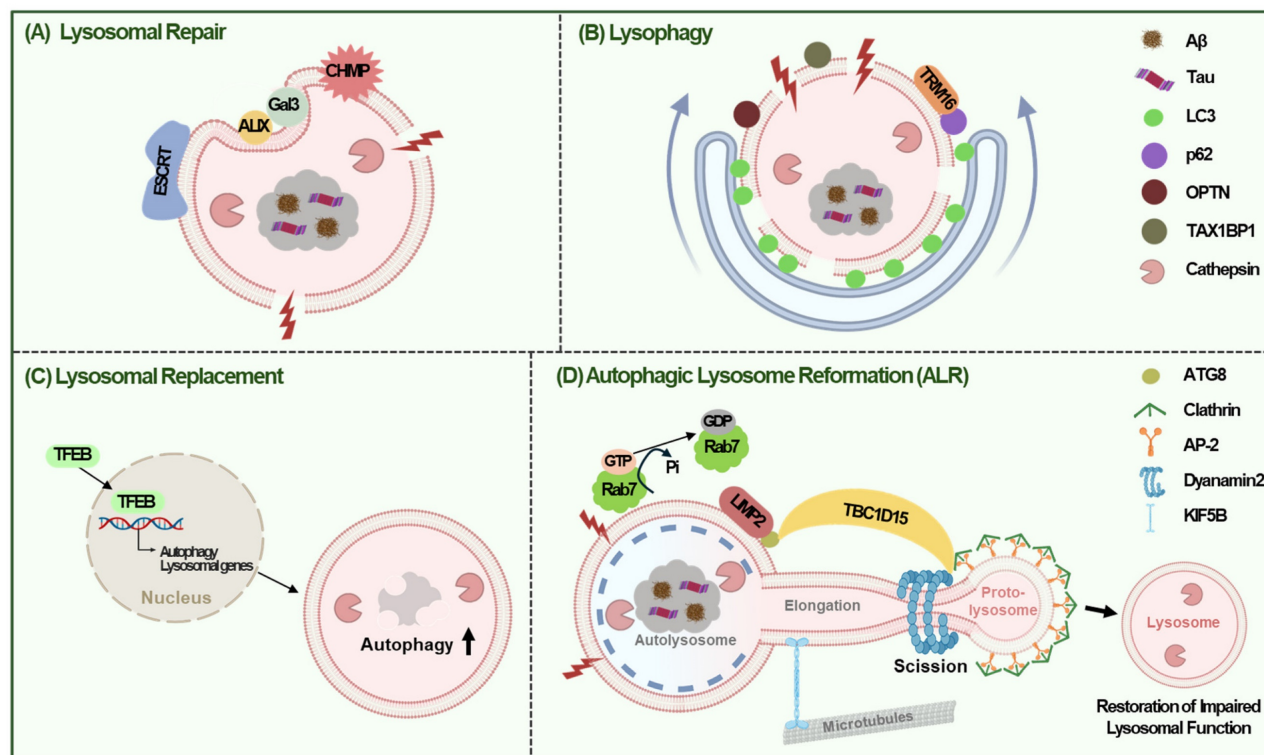 (A) Lysosomal Repair
CHMP
Gal3
ALIX
ESCRT
(B) Lysophagy
TRM16
Aβ
Tau
LC3
p62
OPTN
TAX1BP1
Cathepsin
(C) Lysosomal Replacement
TFEB
TFEB
Autophagy
Lysosomal genes
Nucleus
Autophagy
(D) Autophagic Lysosome Reformation (ALR)
GDP
Rab7
GTP
Pi
Rab7
LIMP2
TBC1D15
Elongation
Proto-
lysosome
Autolysosome
Scission
Microtubules
Lysosome
Restoration of Impaired
Lysosomal Function
ATG8
Clathrin
AP-2
Dyanamin2
KIF5B